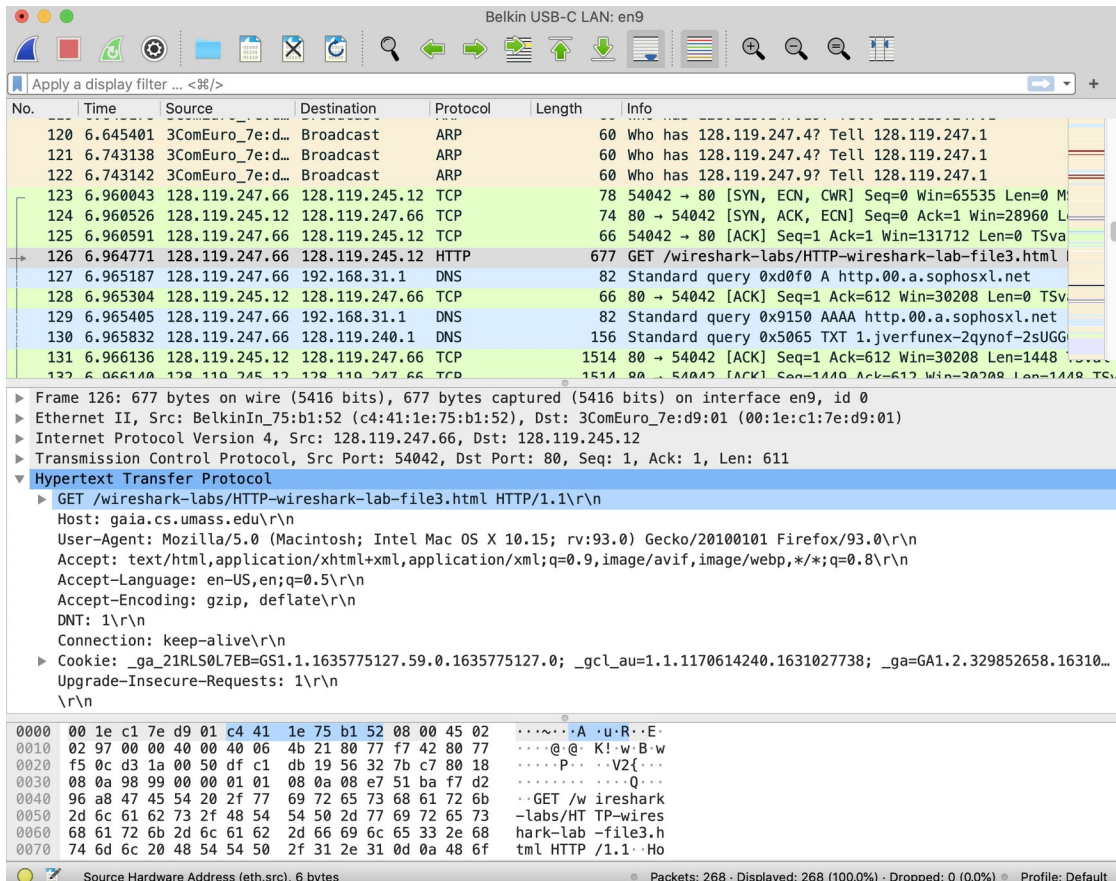 Belkin USB-C LAN: en9
Apply a display filter ... <⌘/>
No. Time Source Destination Protocol Length Info
120 6.645401 3ComEuro_7e:d… Broadcast ARP 60 Who has 128.119.247.4? Tell 128.119.247.1
121 6.743138 3ComEuro_7e:d… Broadcast ARP 60 Who has 128.119.247.4? Tell 128.119.247.1
122 6.743142 3ComEuro_7e:d… Broadcast ARP 60 Who has 128.119.247.9? Tell 128.119.247.1
123 6.960043 128.119.247.66 128.119.245.12 TCP 78 54042 → 80 [SYN, ECN, CWR] Seq=0 Win=65535 Len=0 M
124 6.960526 128.119.245.12 128.119.247.66 TCP 74 80 → 54042 [SYN, ACK, ECN] Seq=0 Ack=1 Win=28960 L
125 6.960591 128.119.247.66 128.119.245.12 TCP 66 54042 → 80 [ACK] Seq=1 Ack=1 Win=131712 Len=0 TSva
126 6.964771 128.119.247.66 128.119.245.12 HTTP 677 GET /wireshark-labs/HTTP-wireshark-lab-file3.html
127 6.965187 128.119.247.66 192.168.31.1 DNS 82 Standard query 0xd0f0 A http.00.a.sophosxl.net
128 6.965304 128.119.245.12 128.119.247.66 TCP 66 80 → 54042 [ACK] Seq=1 Ack=612 Win=30208 Len=0 TSv
129 6.965405 128.119.247.66 192.168.31.1 DNS 82 Standard query 0x9150 AAAA http.00.a.sophosxl.net
130 6.965832 128.119.247.66 128.119.240.1 DNS 156 Standard query 0x5065 TXT 1.jverfunex-2qynof-2sUGG
131 6.966136 128.119.245.12 128.119.247.66 TCP 1514 80 → 54042 [ACK] Seq=1 Ack=612 Win=30208 Len=1448
132 6.966140 128.119.245.12 128.119.247.66 TCP 1514 80 → 54042 [ACK] Seq=1449 Ack=612 Win=30208 Len=1448 TSv
Frame 126: 677 bytes on wire (5416 bits), 677 bytes captured (5416 bits) on interface en9, id 0
Ethernet II, Src: BelkinIn_75:b1:52 (c4:41:1e:75:b1:52), Dst: 3ComEuro_7e:d9:01 (00:1e:c1:7e:d9:01)
Internet Protocol Version 4, Src: 128.119.247.66, Dst: 128.119.245.12
Transmission Control Protocol, Src Port: 54042, Dst Port: 80, Seq: 1, Ack: 1, Len: 611
Hypertext Transfer Protocol
GET /wireshark-labs/HTTP-wireshark-lab-file3.html HTTP/1.1\r\n
Host: gaia.cs.umass.edu\r\n
User-Agent: Mozilla/5.0 (Macintosh; Intel Mac OS X 10.15; rv:93.0) Gecko/20100101 Firefox/93.0\r\n
Accept: text/html,application/xhtml+xml,application/xml;q=0.9,image/avif,image/webp,*/*;q=0.8\r\n
Accept-Language: en-US,en;q=0.5\r\n
Accept-Encoding: gzip, deflate\r\n
DNT: 1\r\n
Connection: keep-alive\r\n
Cookie: _ga_21RLS0L7EB=GS1.1.1635775127.59.0.1635775127.0; _gcl_au=1.1.1170614240.1631027738; _ga=GA1.2.329852658.16310…
Upgrade-Insecure-Requests: 1\r\n
\r\n
0000 00 1e c1 7e d9 01 c4 41 1e 75 b1 52 08 00 45 02 ···~···A ·u·R··E·
0010 02 97 00 00 40 00 40 06 4b 21 80 77 f7 42 80 77 ····@·@· K!·w·B·w
0020 f5 0c d3 1a 00 50 df c1 db 19 56 32 7b c7 80 18 ·····P·· ··V2{···
0030 08 0a 98 99 00 00 01 01 08 0a 08 e7 51 ba f7 d2 ········ ····Q···
0040 96 a8 47 45 54 20 2f 77 69 72 65 73 68 61 72 6b ··GET /w ireshark
0050 2d 6c 61 62 73 2f 48 54 54 50 2d 77 69 72 65 73 -labs/HT TP-wires
0060 68 61 72 6b 2d 6c 61 62 2d 66 69 6c 65 33 2e 68 hark-lab -file3.h
0070 74 6d 6c 20 48 54 54 50 2f 31 2e 31 0d 0a 48 6f tml HTTP /1.1··Ho
Source Hardware Address (eth.src), 6 bytes Packets: 268 · Displayed: 268 (100.0%) · Dropped: 0 (0.0%) Profile: Default